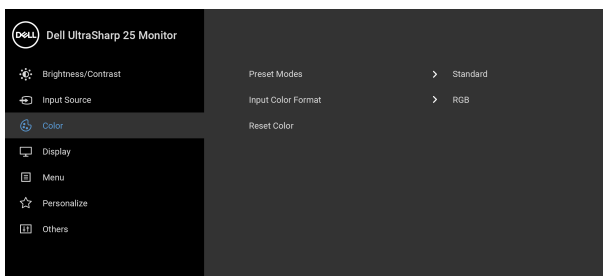 DELL Dell UltraSharp 25 Monitor
Brightness/Contrast
Preset Modes > Standard
Input Source
Input Color Format > RGB
Color
Reset Color
Display
Menu
Personalize
Others